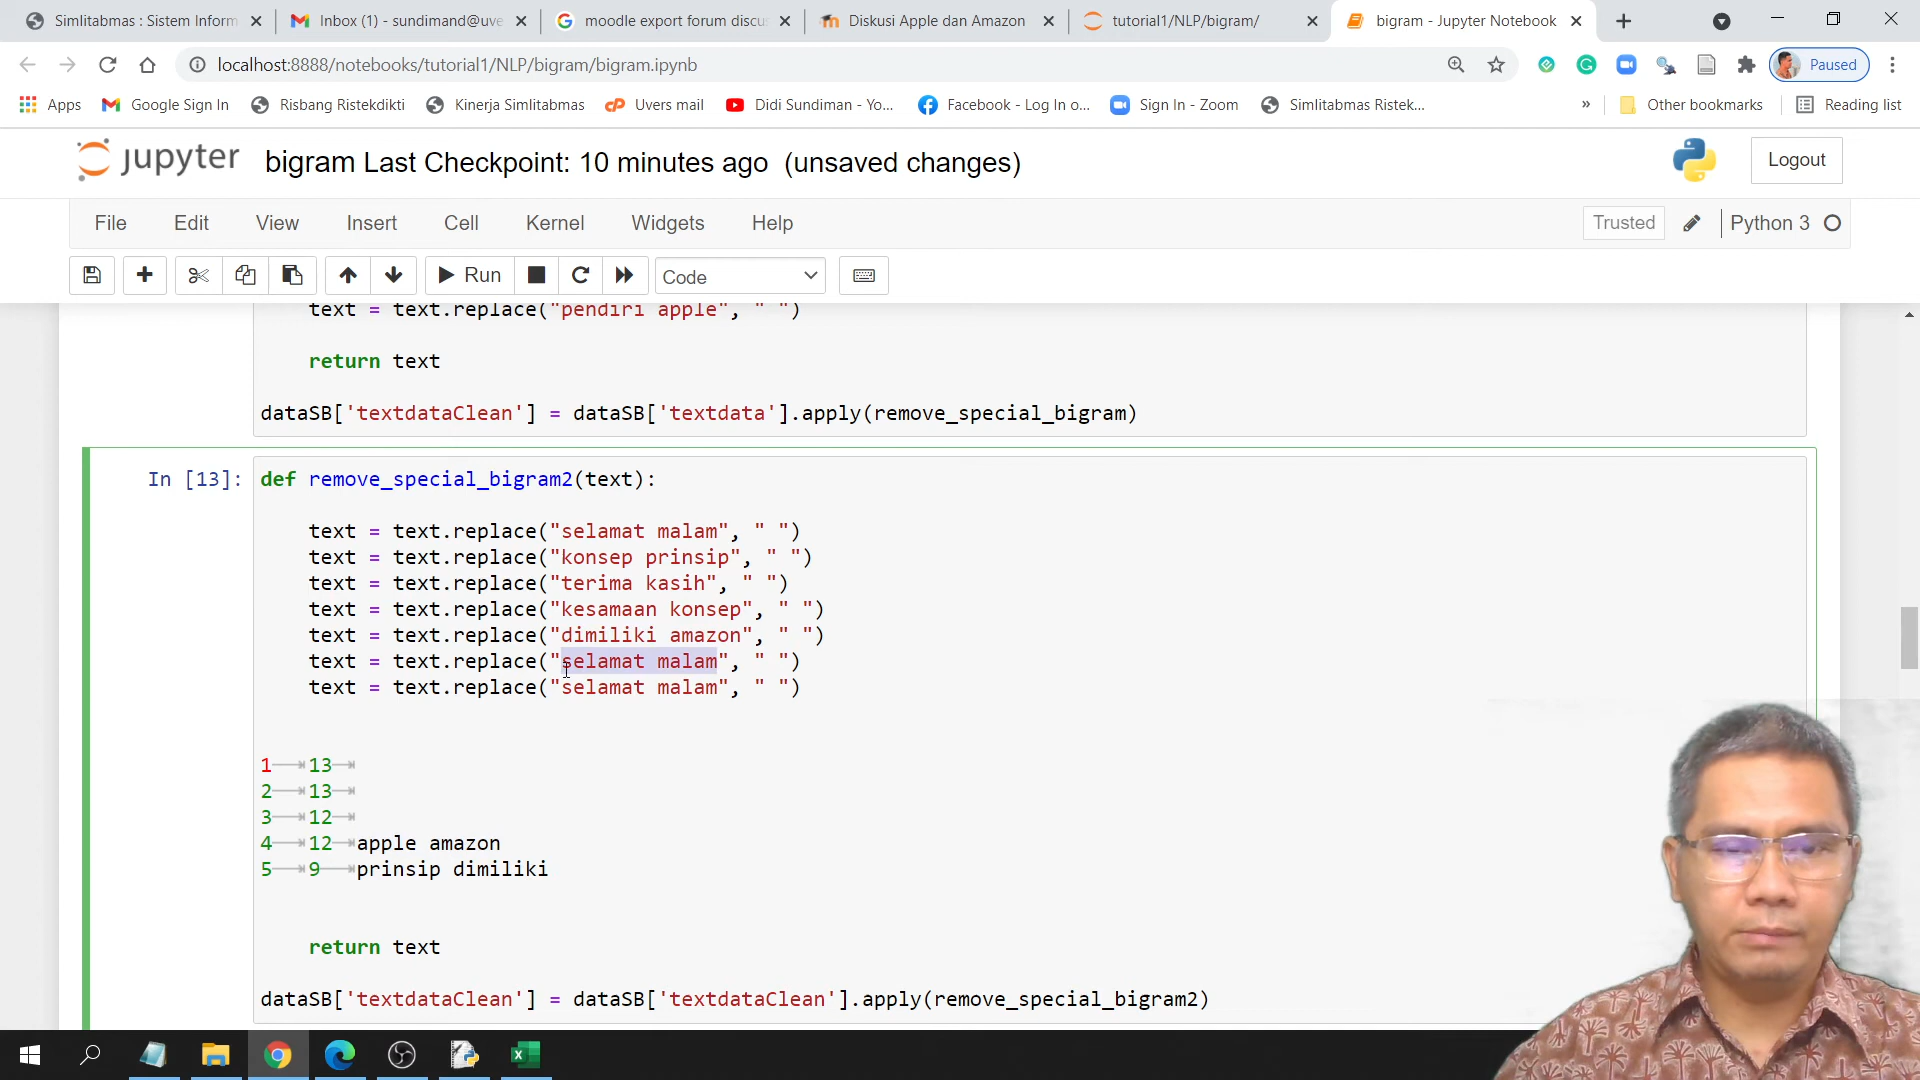 Simlitabmas : Sistem Inform
Inbox (1) - sundimand@uve
moodle export forum discu
Diskusi Apple dan Amazon
tutorial1/NLP/bigram/
bigram - Jupyter Notebook
localhost:8888/notebooks/tutorial1/NLP/bigram/bigram.ipynb
Paused
Apps
Google Sign In
Risbang Ristekdikti
Kinerja Simlitabmas
Uvers mail
Didi Sundiman - Yo...
Facebook - Log In o...
Sign In - Zoom
Simlitabmas Ristek...
»
Other bookmarks
Reading list
jupyter
bigram Last Checkpoint: 10 minutes ago (unsaved changes)
Logout
File Edit View Insert Cell Kernel Widgets Help
Trusted
Python 3
Run
Code
text = text.replace("pendiri apple", " ")
return text
dataSB['textdataClean'] = dataSB['textdata'].apply(remove_special_bigram)
In [13]:
def remove_special_bigram2(text):
text = text.replace("selamat malam", " ")
text = text.replace("konsep prinsip", " ")
text = text.replace("terima kasih", " ")
text = text.replace("kesamaan konsep", " ")
text = text.replace("dimiliki amazon", " ")
text = text.replace("selamat malam", " ")
text = text.replace("selamat malam", " ")
1 13
2 13
3 12
4 12 apple amazon
5 9 prinsip dimiliki
return text
dataSB['textdataClean'] = dataSB['textdataClean'].apply(remove_special_bigram2)